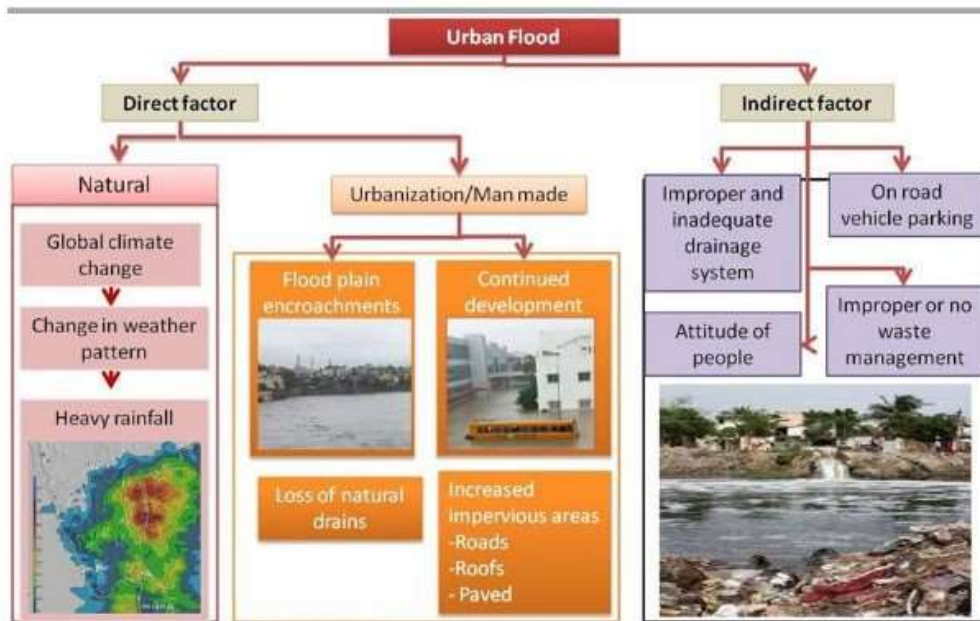 Urban Flood
Direct factor
Indirect factor
Natural
Global climate
change
Change in weather
pattern
Heavy rainfall
Urbanization/Man made
Flood plain
encroachments
Continued
development
Loss of natural
drains
Increased
impervious areas
-Roads
-Roofs
- Paved
Improper and
inadequate
drainage
system
On road
vehicle parking
Attitude of
people
Improper or no
waste
management